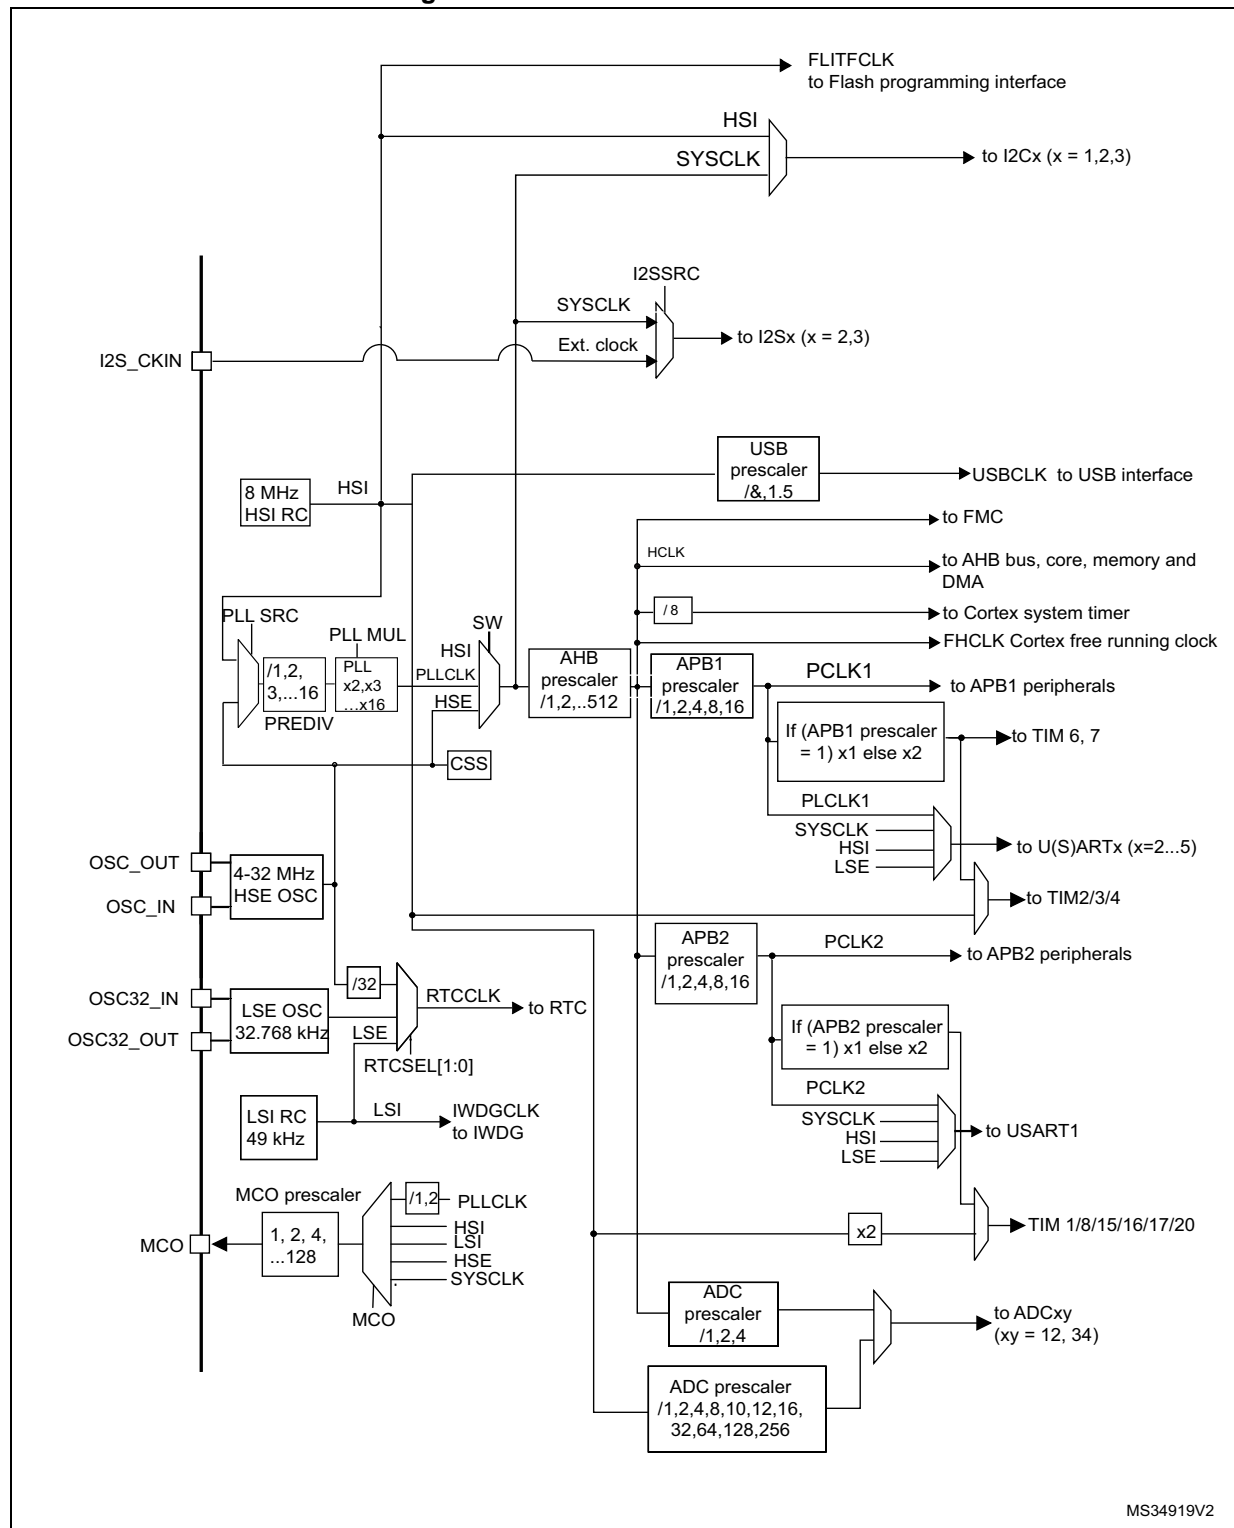 FLITFCLK
to Flash programming interface
HSI
SYSCLK
to I2Cx (x = 1,2,3)
I2SSRC
SYSCLK
to I2Sx (x = 2,3)
Ext. clock
I2S_CKIN
USB
prescaler
/&,1.5
USBCLK to USB interface
8 MHz
HSI RC
HSI
to FMC
HCLK
to AHB bus, core, memory and
DMA
/ 8
to Cortex system timer
FHCLK Cortex free running clock
PLL SRC
PLL MUL
SW
/1,2,
3,...16
PREDIV
PLL
x2,x3
...x16
HSI
PLLCLK
HSE
AHB
prescaler
/1,2,..512
APB1
prescaler
/1,2,4,8,16
PCLK1
to APB1 peripherals
If (APB1 prescaler
= 1) x1 else x2
to TIM 6, 7
CSS
PLCLK1
SYSCLK
HSI
LSE
to U(S)ARTx (x=2...5)
OSC_OUT
OSC_IN
4-32 MHz
HSE OSC
to TIM2/3/4
APB2
prescaler
/1,2,4,8,16
PCLK2
to APB2 peripherals
/32
OSC32_IN
OSC32_OUT
LSE OSC
32.768 kHz
RTCCLK
to RTC
LSE
RTCSEL[1:0]
If (APB2 prescaler
= 1) x1 else x2
PCLK2
SYSCLK
HSI
LSE
to USART1
LSI RC
49 kHz
LSI
IWDGCLK
to IWDG
MCO prescaler
/1,2
PLLCLK
HSI
LSI
HSE
SYSCLK
MCO
1, 2, 4,
...128
MCO
x2
TIM 1/8/15/16/17/20
ADC
prescaler
/1,2,4
to ADCxy
(xy = 12, 34)
ADC prescaler
/1,2,4,8,10,12,16,
32,64,128,256
MS34919V2